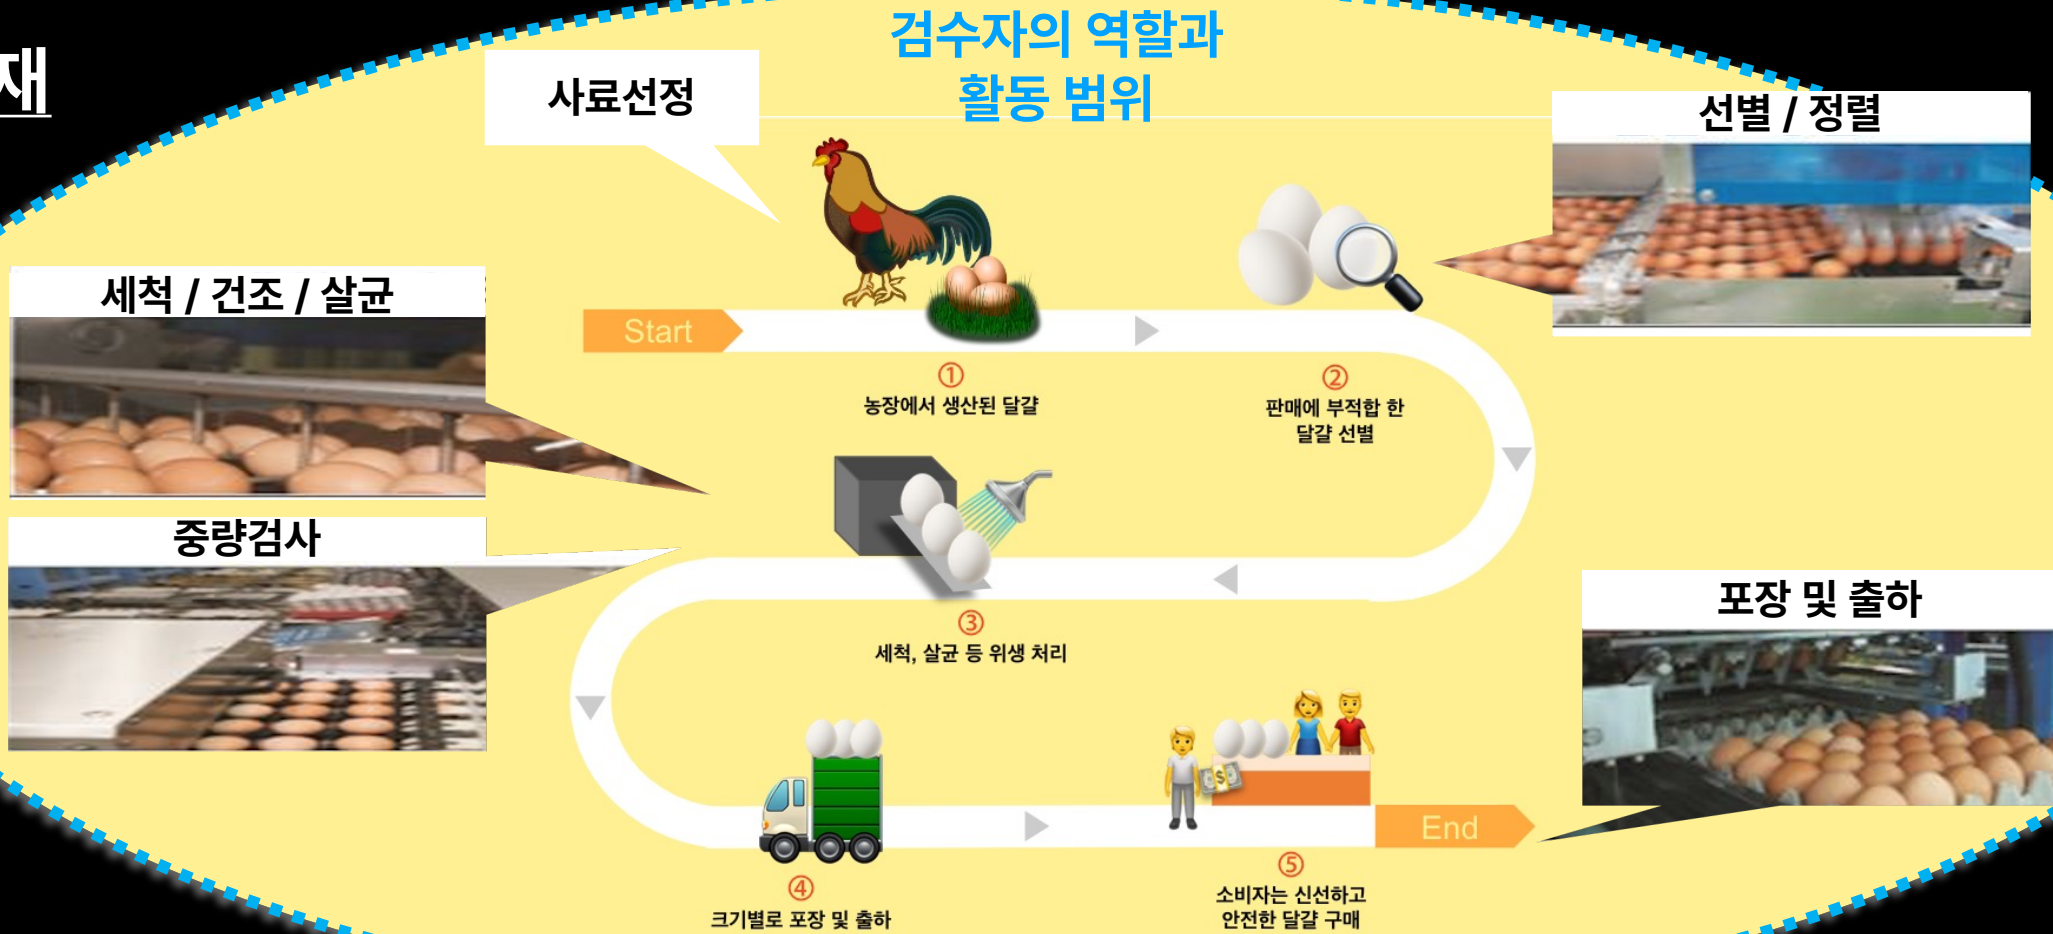 재
검수자의 역할과
활동 범위
사료선정
선별 / 정렬
세척 / 건조 / 살균
Start
①
농장에서 생산된 달걀
②
판매에 부적합 한
달걀 선별
중량검사
③
세척, 살균 등 위생 처리
포장 및 출하
End
④
크기별로 포장 및 출하
⑤
소비자는 신선하고
안전한 달걀 구매